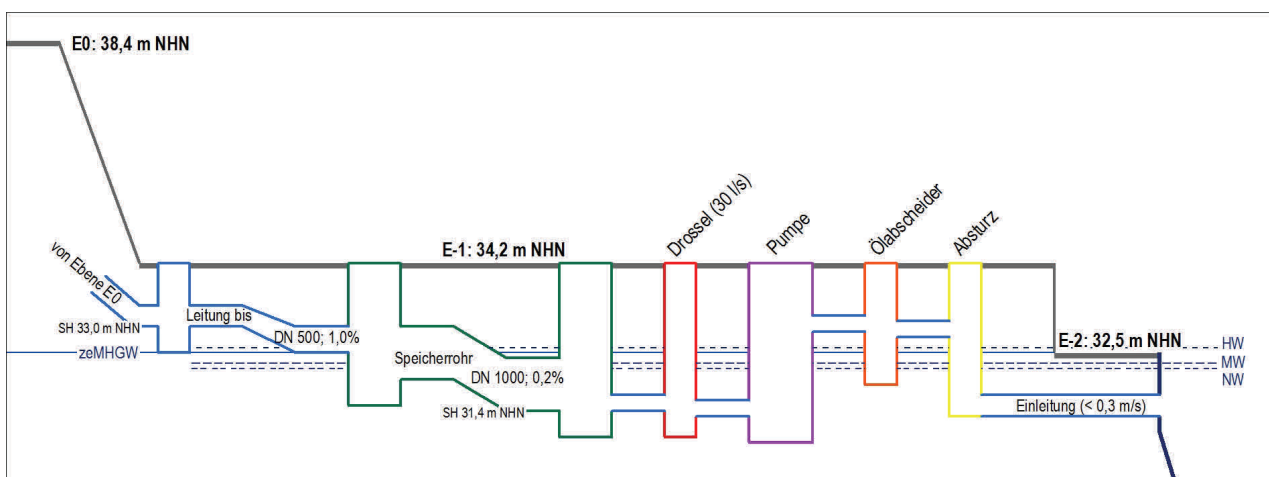 E0: 38,4 m NHN
Drossel (30 l/s)
Pumpe
Ölabscheider
Absturz
von Ebene E0
E-1: 34,2 m NHN
SH 33,0 m NHN
Leitung bis
DN 500; 1,0%
zeMHGW
Speicherrohr
DN 1000; 0,2%
SH 31,4 m NHN
E-2: 32,5 m NHN
HW
MW
NW
Einleitung (< 0,3 m/s)